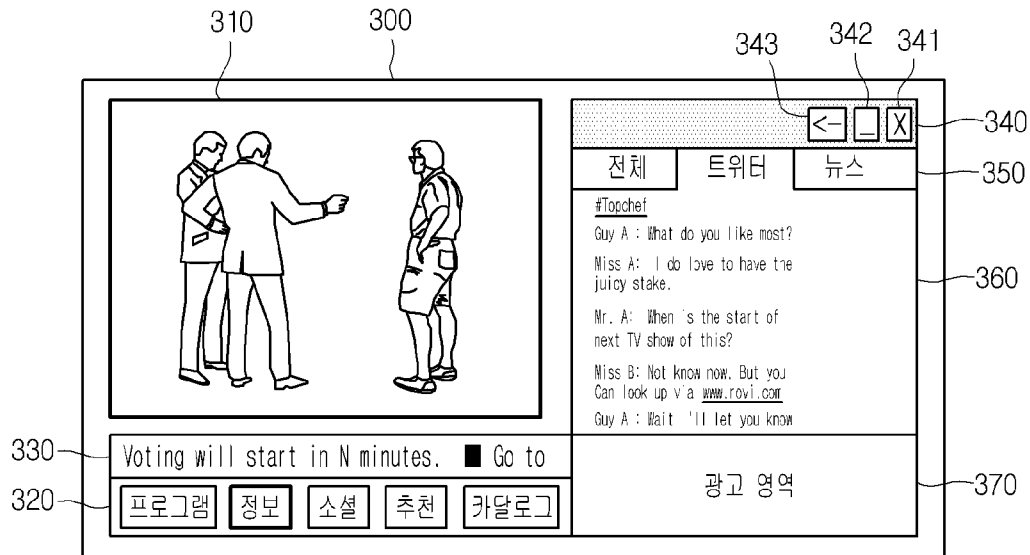 310 300 343 342 341
<- _ X 340
전체 트위터 뉴스 350
#Topchef
Guy A : What do you like most?
Miss A: I do love to have the
juicy stake.
360
Mr. A: When is the start of
next TV show of this?
Miss B: Not know now. But you
Can look up via www.rovi.com
Guy A : Wait I'll let you know
330 Voting will start in N minutes. ■ Go to
광고 영역 370
320 프로그램 정보 소셜 추천 카달로그